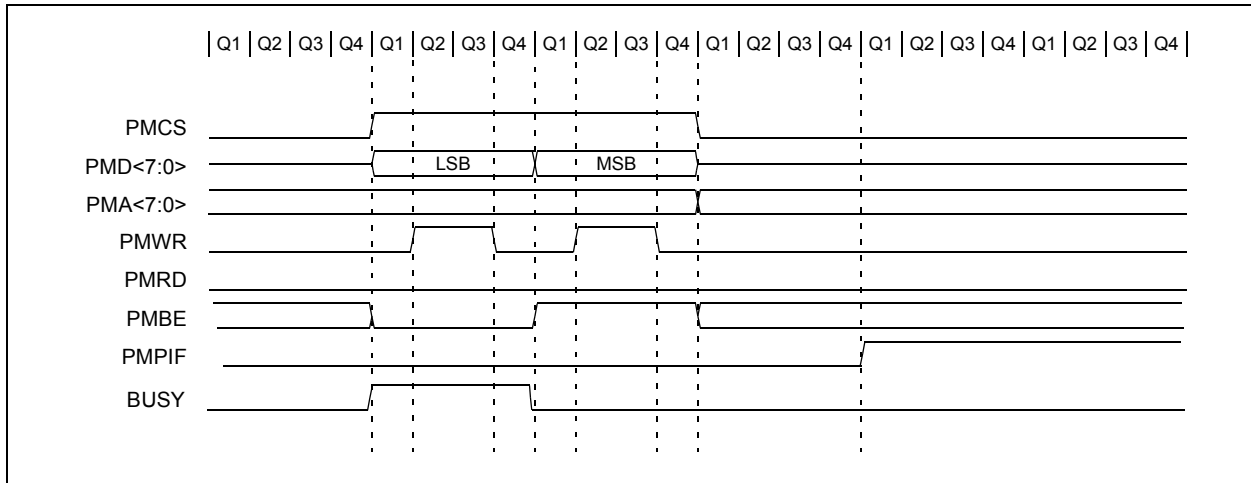 Q1 Q2 Q3 Q4 Q1 Q2 Q3 Q4 Q1 Q2 Q3 Q4 Q1 Q2 Q3 Q4 Q1 Q2 Q3 Q4 Q1 Q2 Q3 Q4
PMCS
PMD<7:0> LSB MSB
PMA<7:0>
PMWR
PMRD
PMBE
PMPIF
BUSY